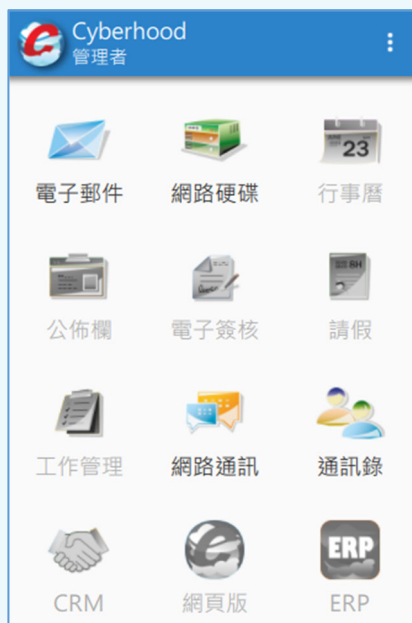 Cyberhood
管理者
23
電子郵件
網路硬碟
行事曆
8H
公佈欄
電子簽核
請假
工作管理
網路通訊
通訊錄
ERP
CRM
網頁版
ERP